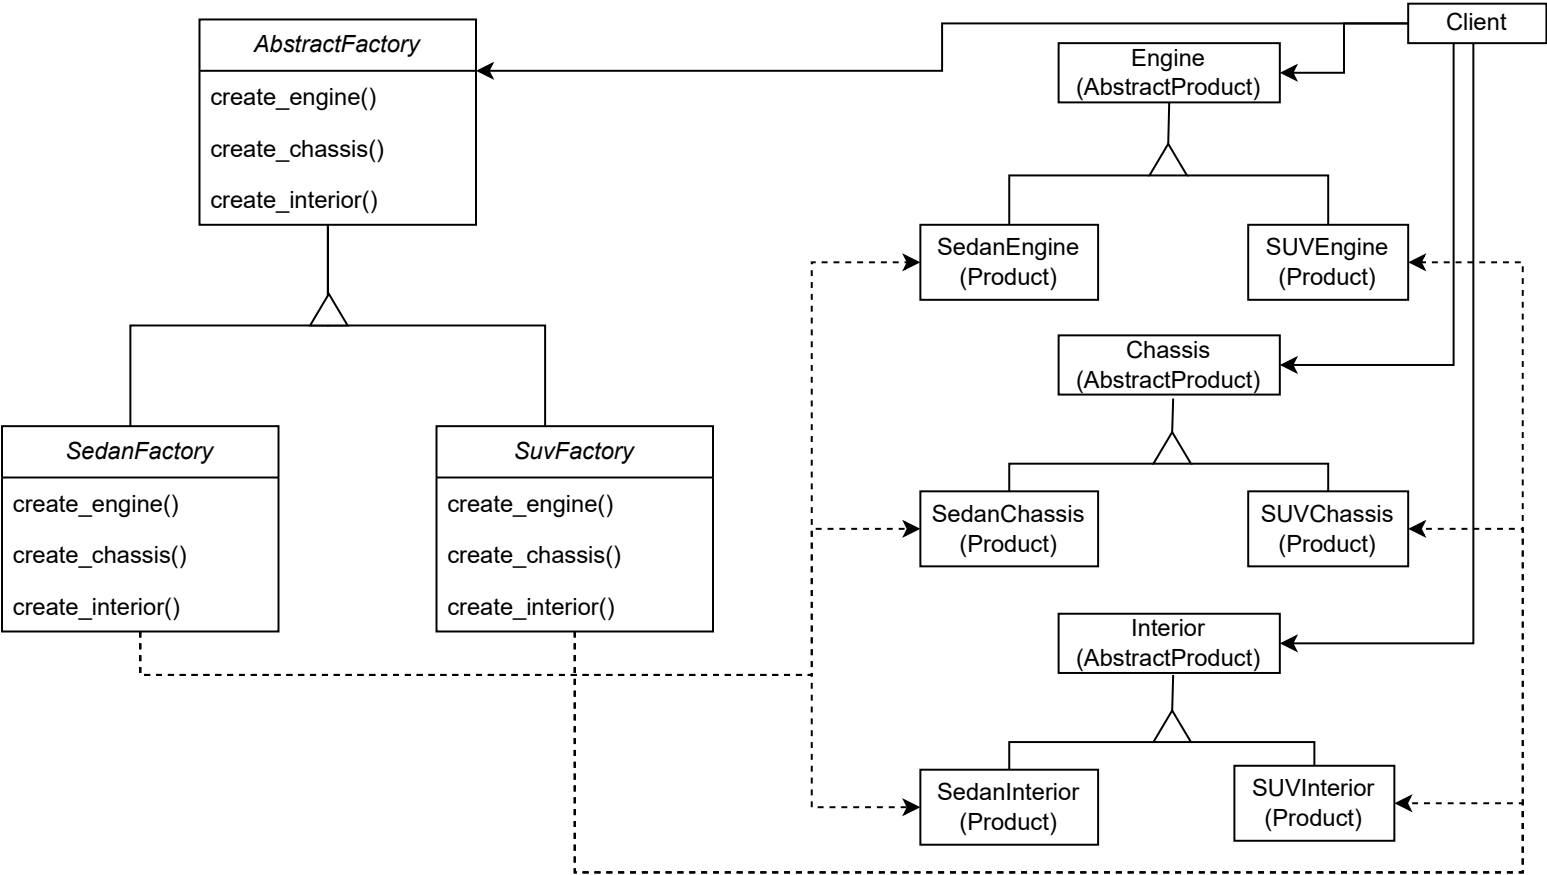 Client
AbstractFactory
create_engine()
create_chassis()
create_interior()
Engine
(AbstractProduct)
SedanEngine
(Product)
SUVEngine
(Product)
Chassis
(AbstractProduct)
SedanFactory
create_engine()
create_chassis()
create_interior()
SuvFactory
create_engine()
create_chassis()
create_interior()
SedanChassis
(Product)
SUVChassis
(Product)
Interior
(AbstractProduct)
SedanInterior
(Product)
SUVInterior
(Product)